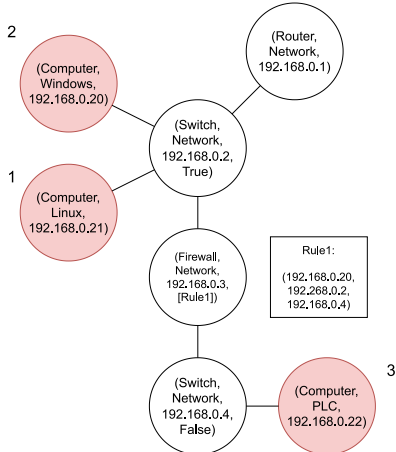 2
(Computer,
Windows,
192.168.0.20)
(Router,
Network,
192.168.0.1)
(Switch,
Network,
192.168.0.2,
True)
1
(Computer,
Linux,
192.168.0.21)
(Firewall,
Network,
192.168.0.3,
[Rule1])
Rule1:
(192.168.0.20,
192.268.0.2,
192.168.0.4)
(Switch,
Network,
192.168.0.4,
False)
3
(Computer,
PLC,
192.168.0.22)